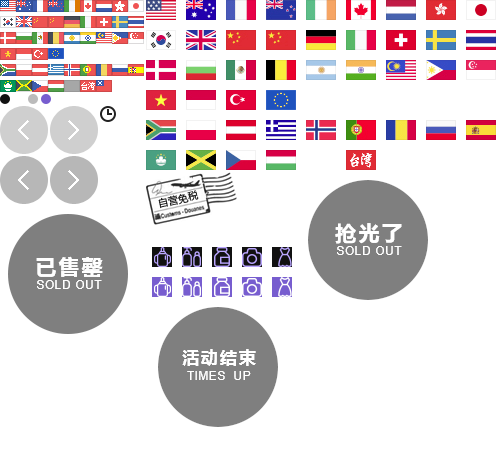 台湾
台湾
自营免税
Customs-Douanes
抢光了
SOLD OUT
已售罄
SOLD OUT
活动结束
TIMES UP